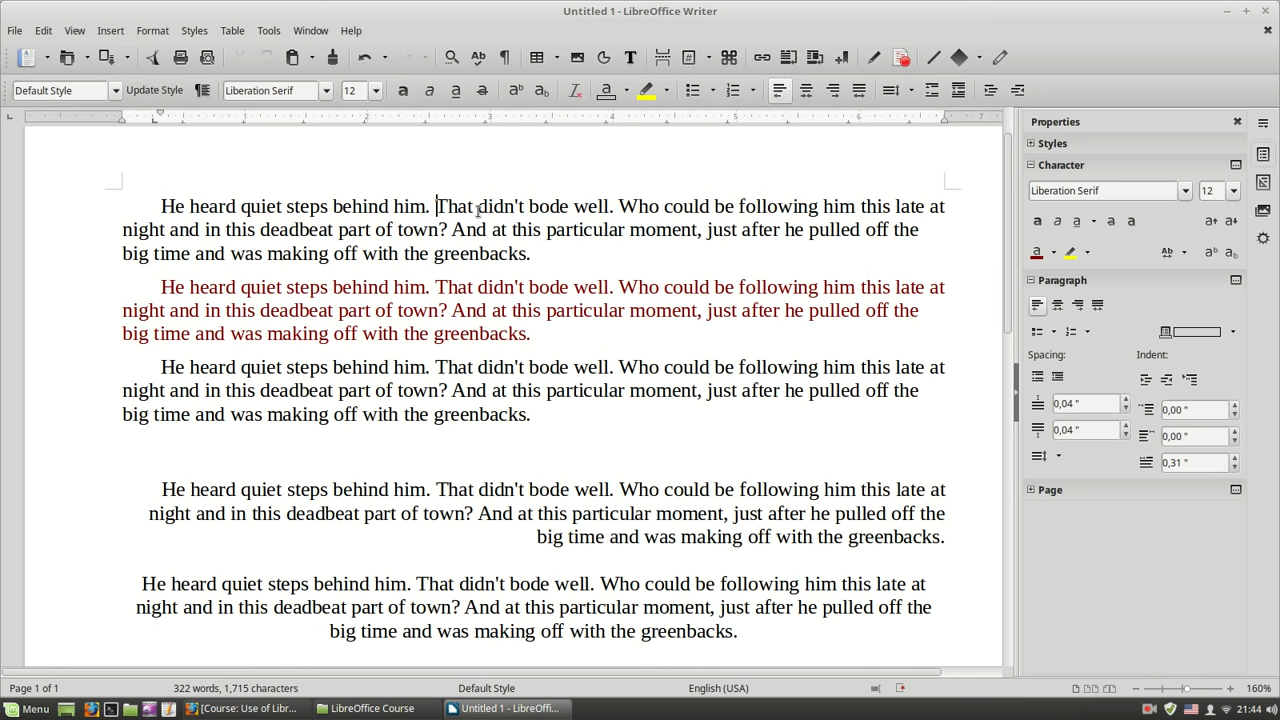 Untitled 1 - LibreOffice Writer
File Edit View Insert Format Styles Table Tools Window Help
Default Style Update Style Liberation Serif 12
1 2 3 4 5 6 7
He heard quiet steps behind him. That didn't bode well. Who could be following him this late at
night and in this deadbeat part of town? And at this particular moment, just after he pulled off the
big time and was making off with the greenbacks.
He heard quiet steps behind him. That didn't bode well. Who could be following him this late at
night and in this deadbeat part of town? And at this particular moment, just after he pulled off the
big time and was making off with the greenbacks.
He heard quiet steps behind him. That didn't bode well. Who could be following him this late at
night and in this deadbeat part of town? And at this particular moment, just after he pulled off the
big time and was making off with the greenbacks.
He heard quiet steps behind him. That didn't bode well. Who could be following him this late at
night and in this deadbeat part of town? And at this particular moment, just after he pulled off the
big time and was making off with the greenbacks.
He heard quiet steps behind him. That didn't bode well. Who could be following him this late at
night and in this deadbeat part of town? And at this particular moment, just after he pulled off the
big time and was making off with the greenbacks.
Properties
Styles
Character
Liberation Serif 12
Paragraph
Spacing: Indent:
0,04 " 0,00 "
0,04 " 0,00 "
0,31 "
Page
Page 1 of 1 322 words, 1,715 characters Default Style English (USA) 160%
Menu [Course: Use of Libr... LibreOffice Course Untitled 1 - LibreOffi... 21:44